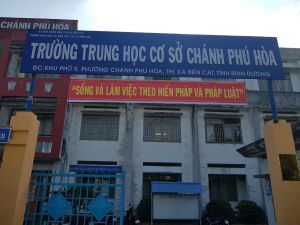 CHÁNH PHÚ HÒA
TRƯỜNG TRUNG HỌC CƠ SỞ CHÁNH PHÚ HÒA
ĐC: KHU PHỐ 9, PHƯỜNG CHÁNH PHÚ HÒA, THỊ XÃ BẾN CÁT, TỈNH BÌNH DƯƠNG
"SỐNG VÀ LÀM VIỆC THEO HIẾN PHÁP VÀ PHÁP LUẬT"